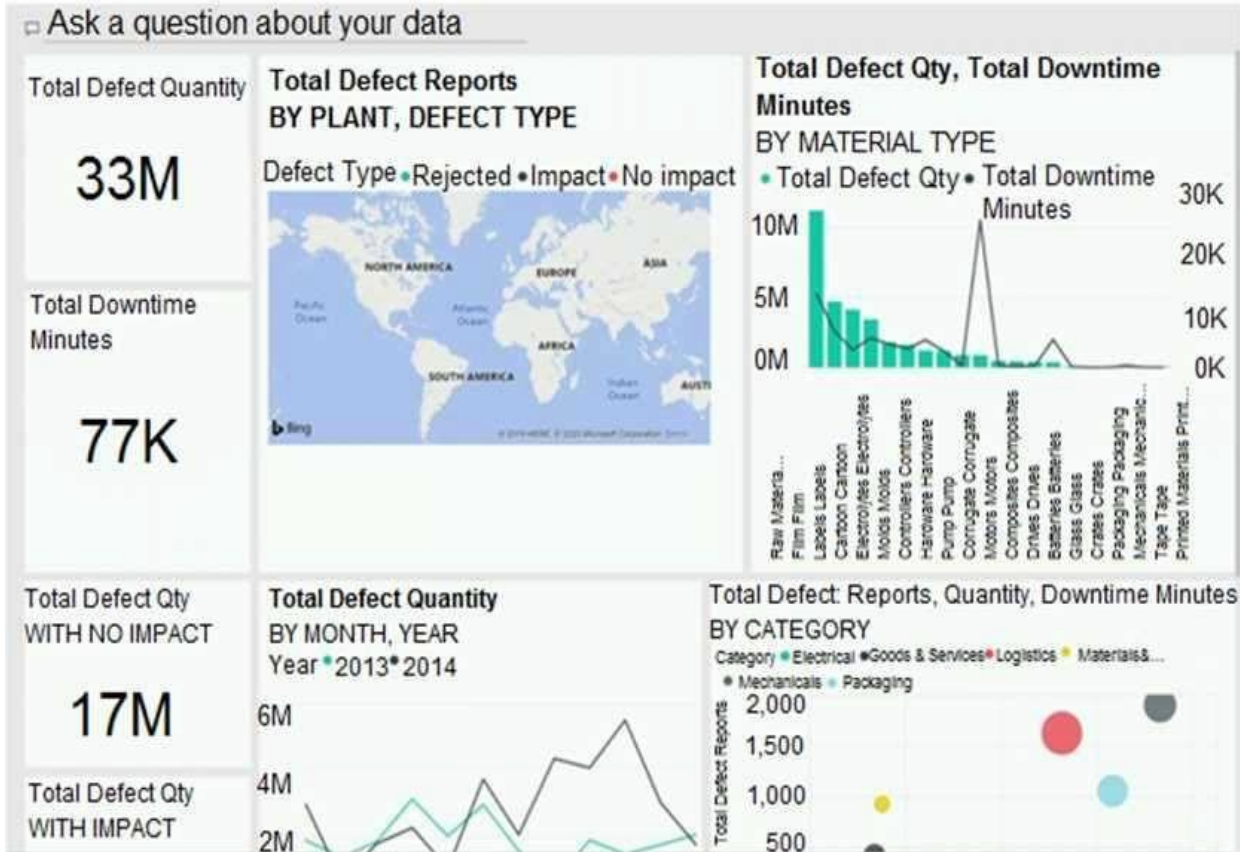 Ask a question about your data
Total Defect Quantity
33M
Total Downtime
Minutes
77K
Total Defect Qty
WITH NO IMPACT
17M
Total Defect Qty
WITH IMPACT
Total Defect Reports
BY PLANT, DEFECT TYPE
Defect Type Rejected Impact No impact
NORTH AMERICA
EUROPE
ASIA
Pacific
Ocean
Atlantic
Ocean
AFRICA
SOUTH AMERICA
Indian
Ocean
AUST
Bing
Total Defect Qty, Total Downtime
Minutes
BY MATERIAL TYPE
Total Defect Qty Total Downtime
Minutes
10M
5M
0M
30K
20K
10K
0K
Raw Materia...
Film Film
Labels Labels
Cartoon Cartoon
Electrolytes Electrolytes
Molds Molds
Controllers Controllers
Hardware Hardware
Pump Pump
Corrugate Corrugate
Motors Motors
Composites Composites
Drives Drives
Batteries Batteries
Glass Glass
Crates Crates
Packaging Packaging
Mechanicals Mechanic...
Tape Tape
Printed Materials Print...
Total Defect Quantity
BY MONTH, YEAR
Year 2013 2014
6M
4M
2M
Total Defect: Reports, Quantity, Downtime Minutes
BY CATEGORY
Category Electrical Goods & Services Logistics Materials&...
Mechanicals Packaging
Total Defect Reports
2,000
1,500
1,000
500